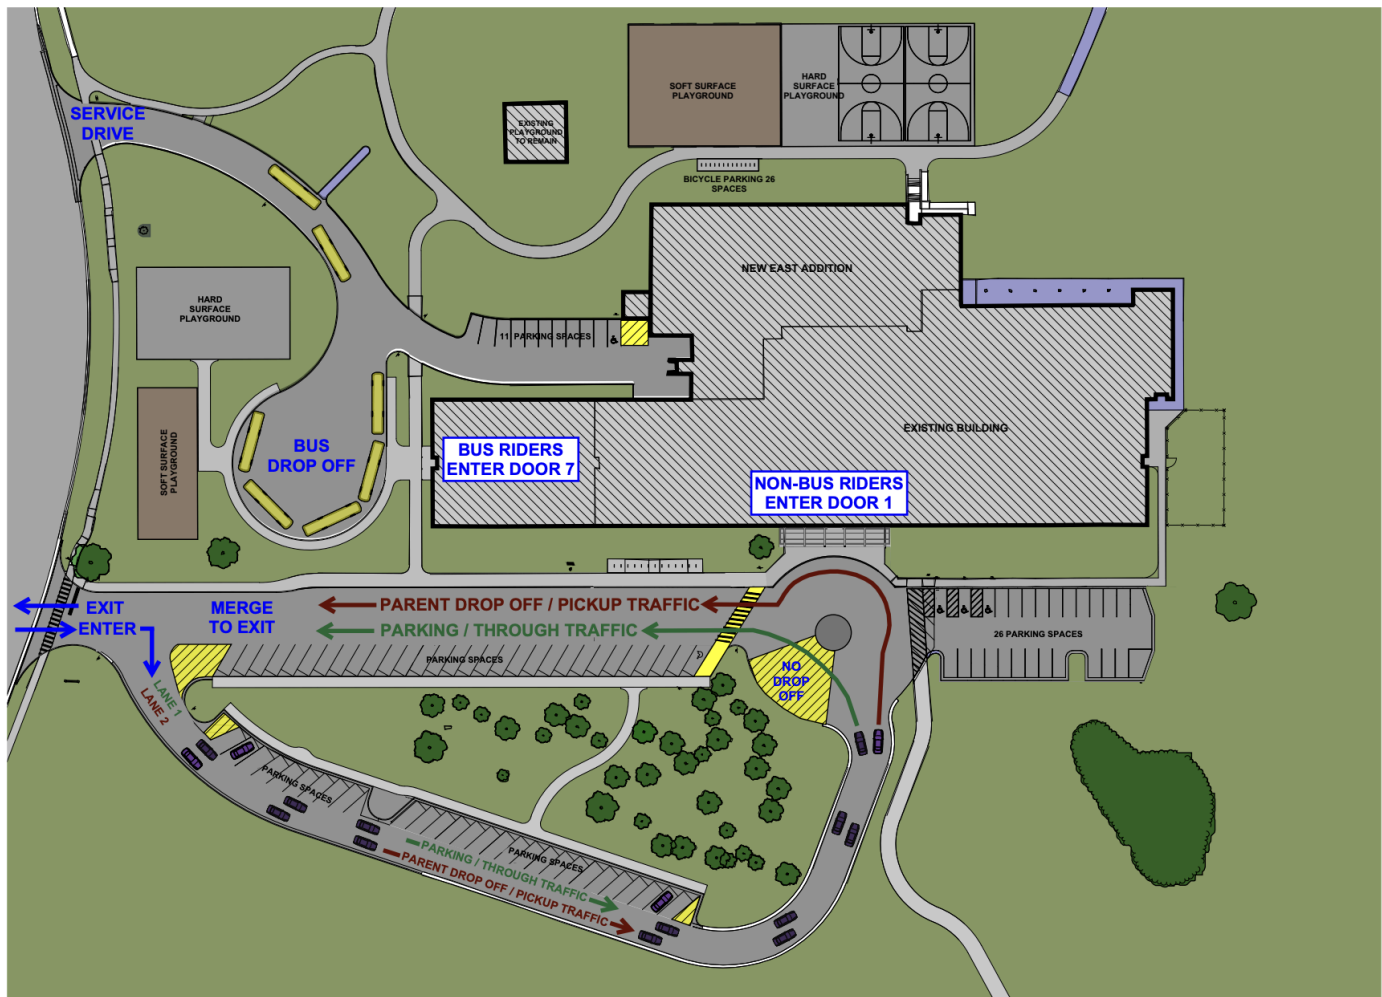 SOFT SURFACE
PLAYGROUND
HARD
SURFACE
PLAYGROUND
SERVICE
DRIVE
EXISTING
PLAYGROUND
TO REMAIN
BICYCLE PARKING 26
SPACES
NEW EAST ADDITION
HARD
SURFACE
PLAYGROUND
11 PARKING SPACES
EXISTING BUILDING
SOFT SURFACE
PLAYGROUND
BUS
DROP OFF
BUS RIDERS
ENTER DOOR 7
NON-BUS RIDERS
ENTER DOOR 1
EXIT
ENTER
MERGE
TO EXIT
PARENT DROP OFF / PICKUP TRAFFIC
PARKING / THROUGH TRAFFIC
26 PARKING SPACES
PARKING SPACES
NO
DROP
OFF
LANE 1
LANE 2
PARKING SPACES
PARKING SPACES
PARKING / THROUGH TRAFFIC
PARENT DROP OFF / PICKUP TRAFFIC